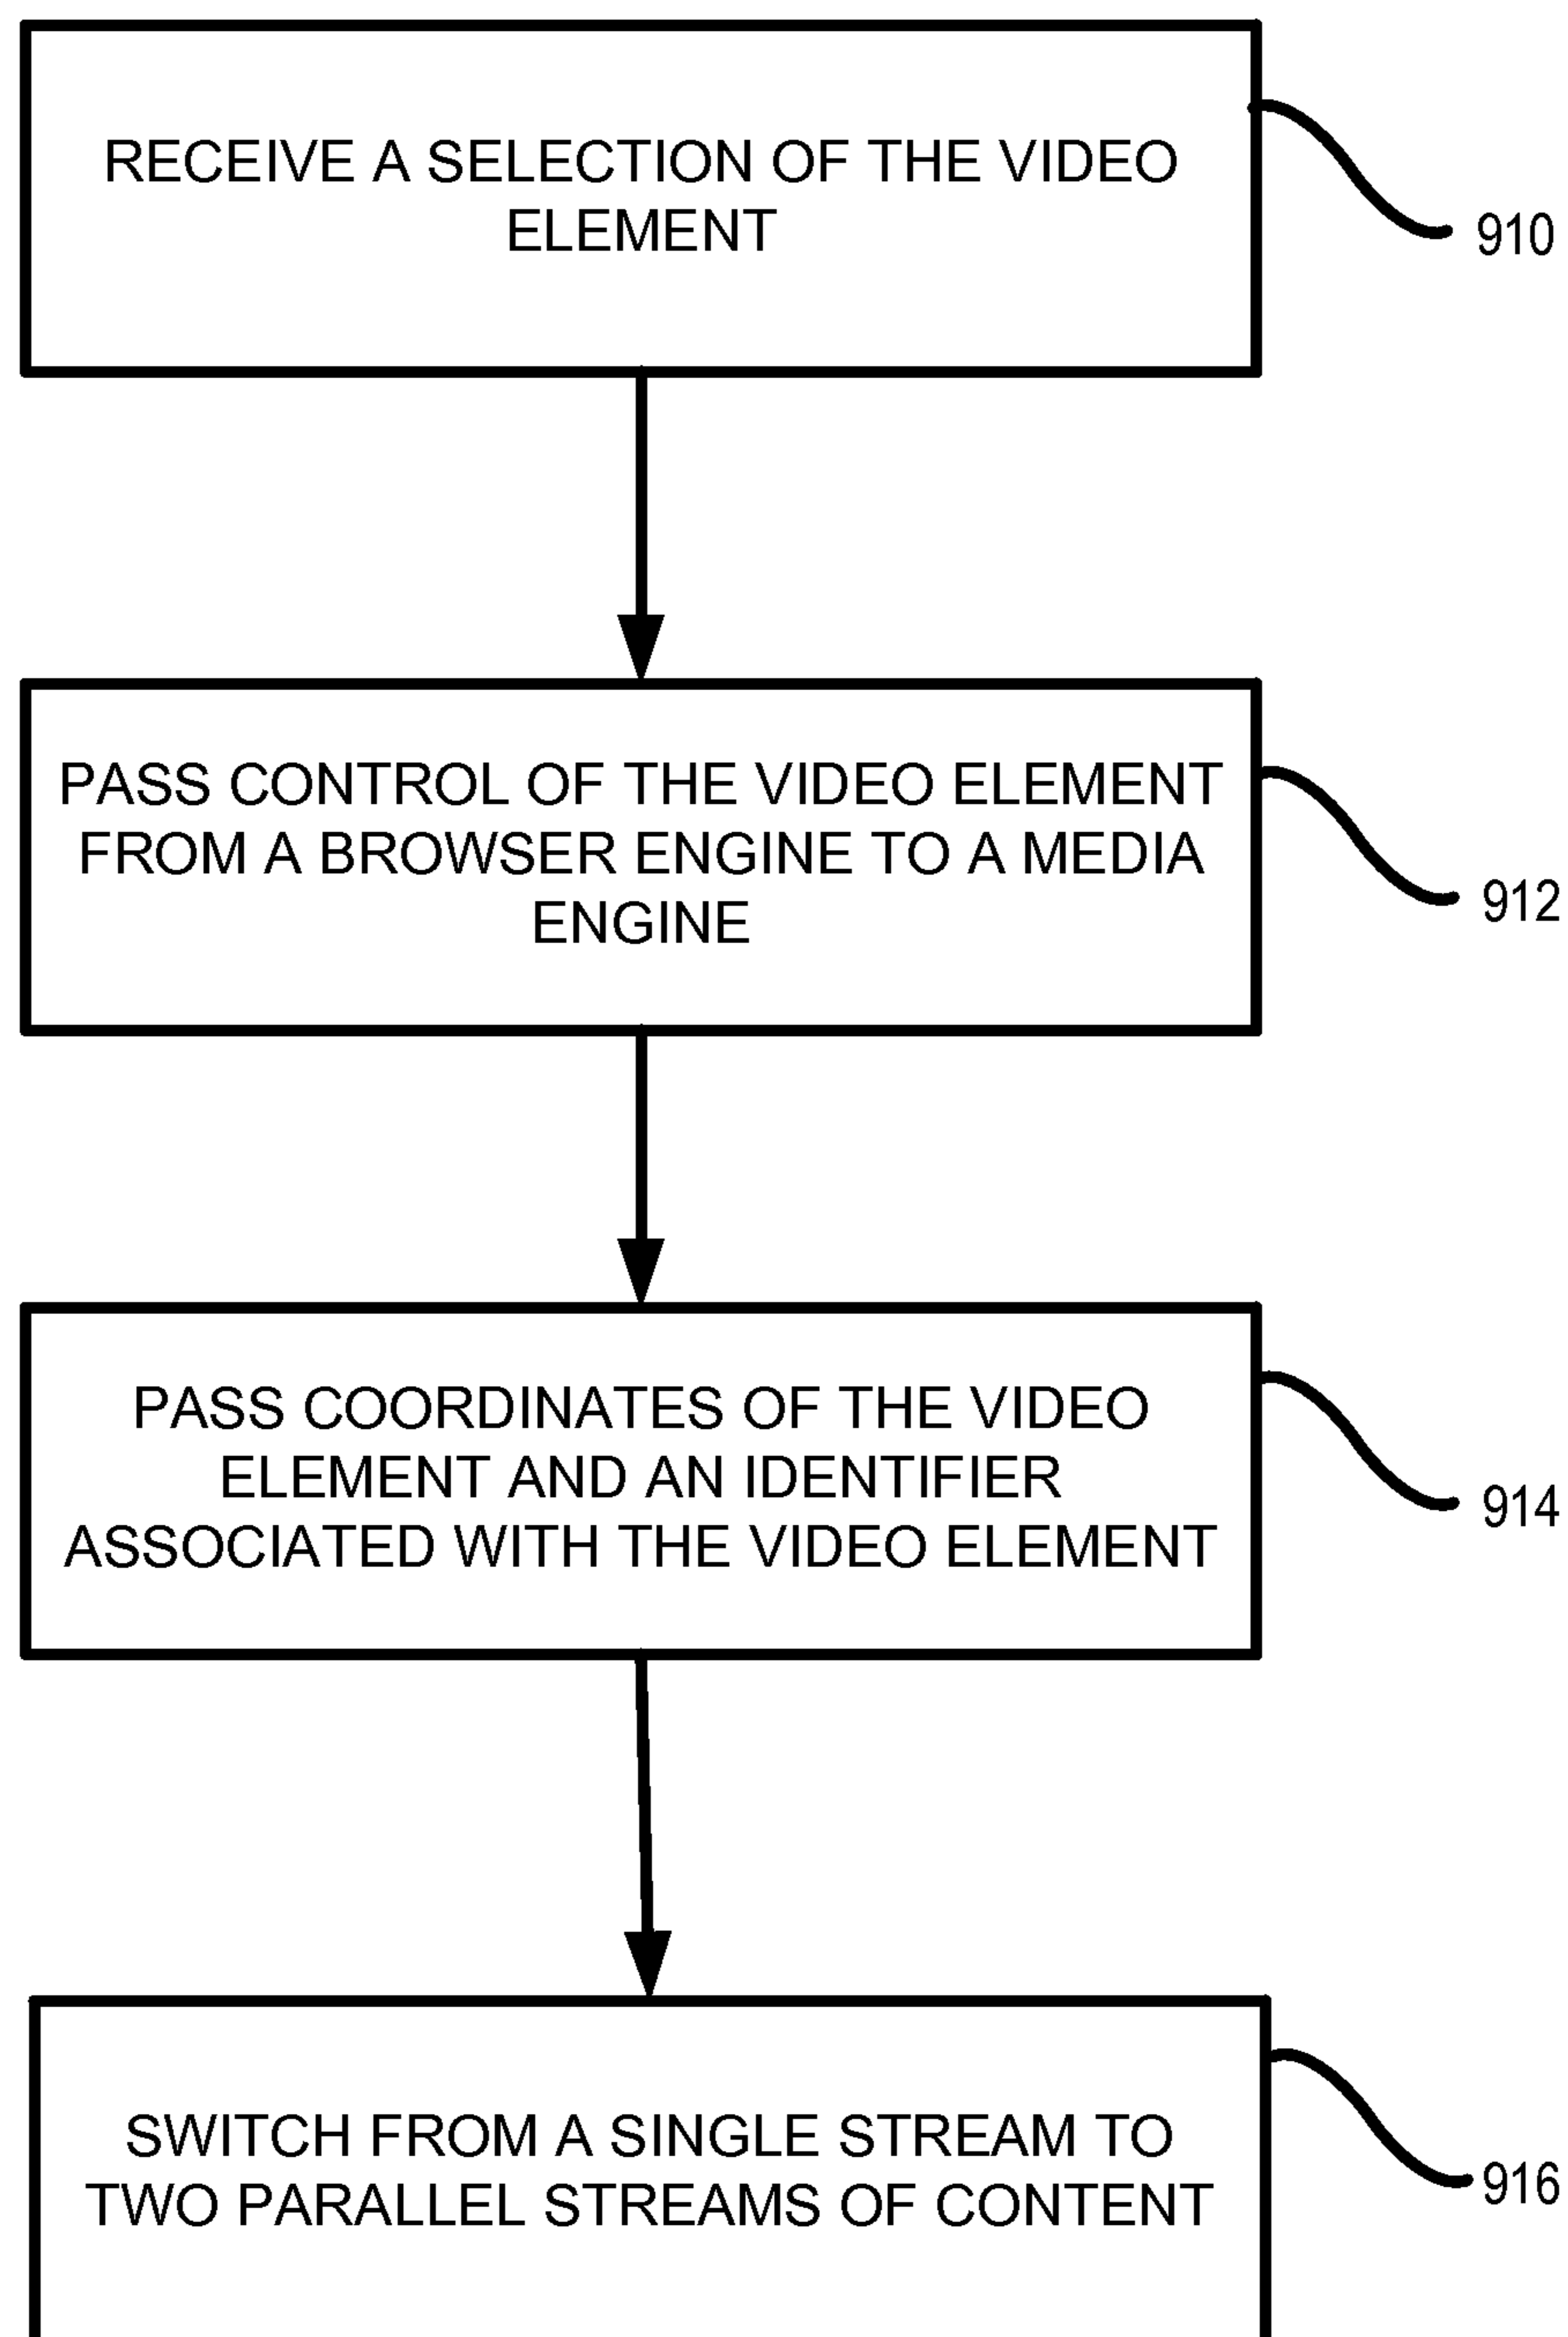 RECEIVE A SELECTION OF THE VIDEO
ELEMENT
910
PASS CONTROL OF THE VIDEO ELEMENT
FROM A BROWSER ENGINE TO A MEDIA
ENGINE
912
PASS COORDINATES OF THE VIDEO
ELEMENT AND AN IDENTIFIER
ASSOCIATED WITH THE VIDEO ELEMENT
914
SWITCH FROM A SINGLE STREAM TO
TWO PARALLEL STREAMS OF CONTENT
916